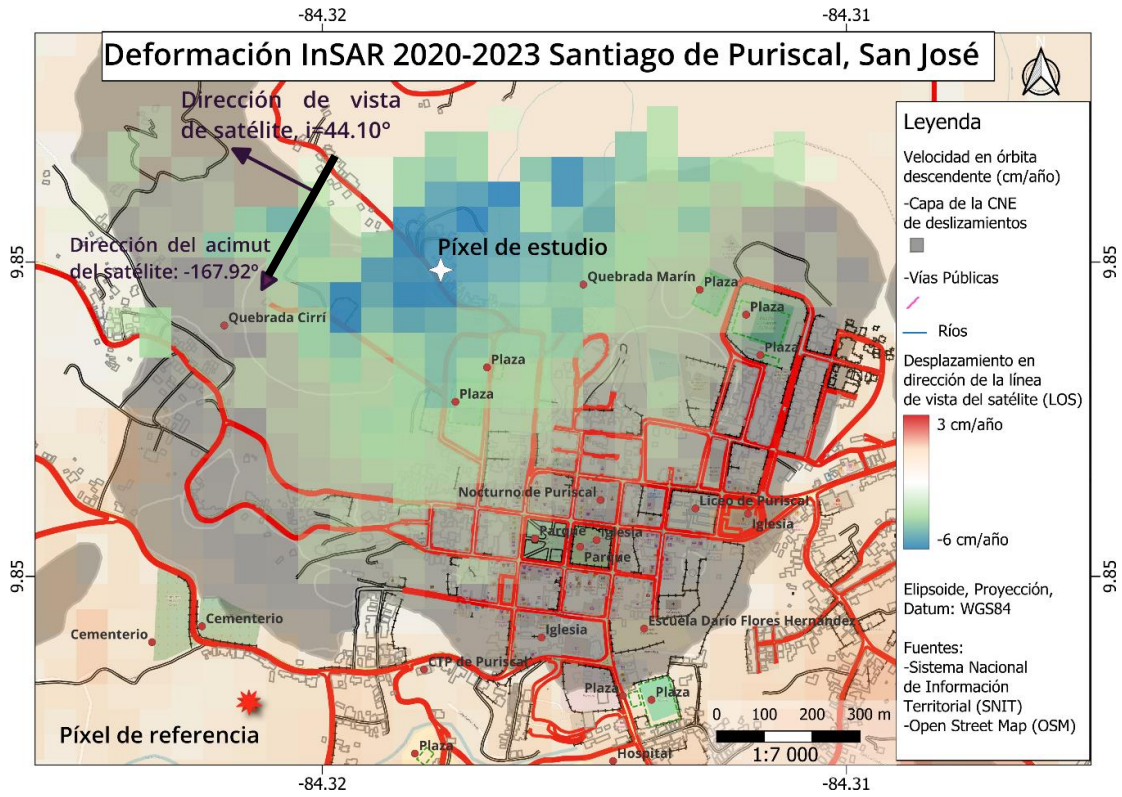 -84.32
-84.31
Deformación InSAR 2020-2023 Santiago de Puriscal, San José
Dirección de vista
de satélite, i=44.10°
Dirección del acimut
del satélite: -167.92°
Píxel de estudio
9.85
9.85
Quebrada Marín
Plaza
Plaza
Quebrada Cirrí
Plaza
Plaza
Plaza
Nocturno de Puriscal
Liceo de Puriscal
Iglesia
Parque
Iglesia
Parque
9.85
9.85
Cementerio
Cementerio
Escuela Darío Flores Hernández
Iglesia
CTP de Puriscal
Plaza
Plaza
Píxel de referencia
Plaza
Hospital
0 100 200 300 m
1:7 000
Leyenda
Velocidad en órbita
descendente (cm/año)
-Capa de la CNE
de deslizamientos
-Vías Públicas
Ríos
Desplazamiento en
dirección de la línea
de vista del satélite (LOS)
3 cm/año
-6 cm/año
Elipsoide, Proyección,
Datum: WGS84
Fuentes:
-Sistema Nacional
de Información
Territorial (SNIT)
-Open Street Map (OSM)
-84.32
-84.31